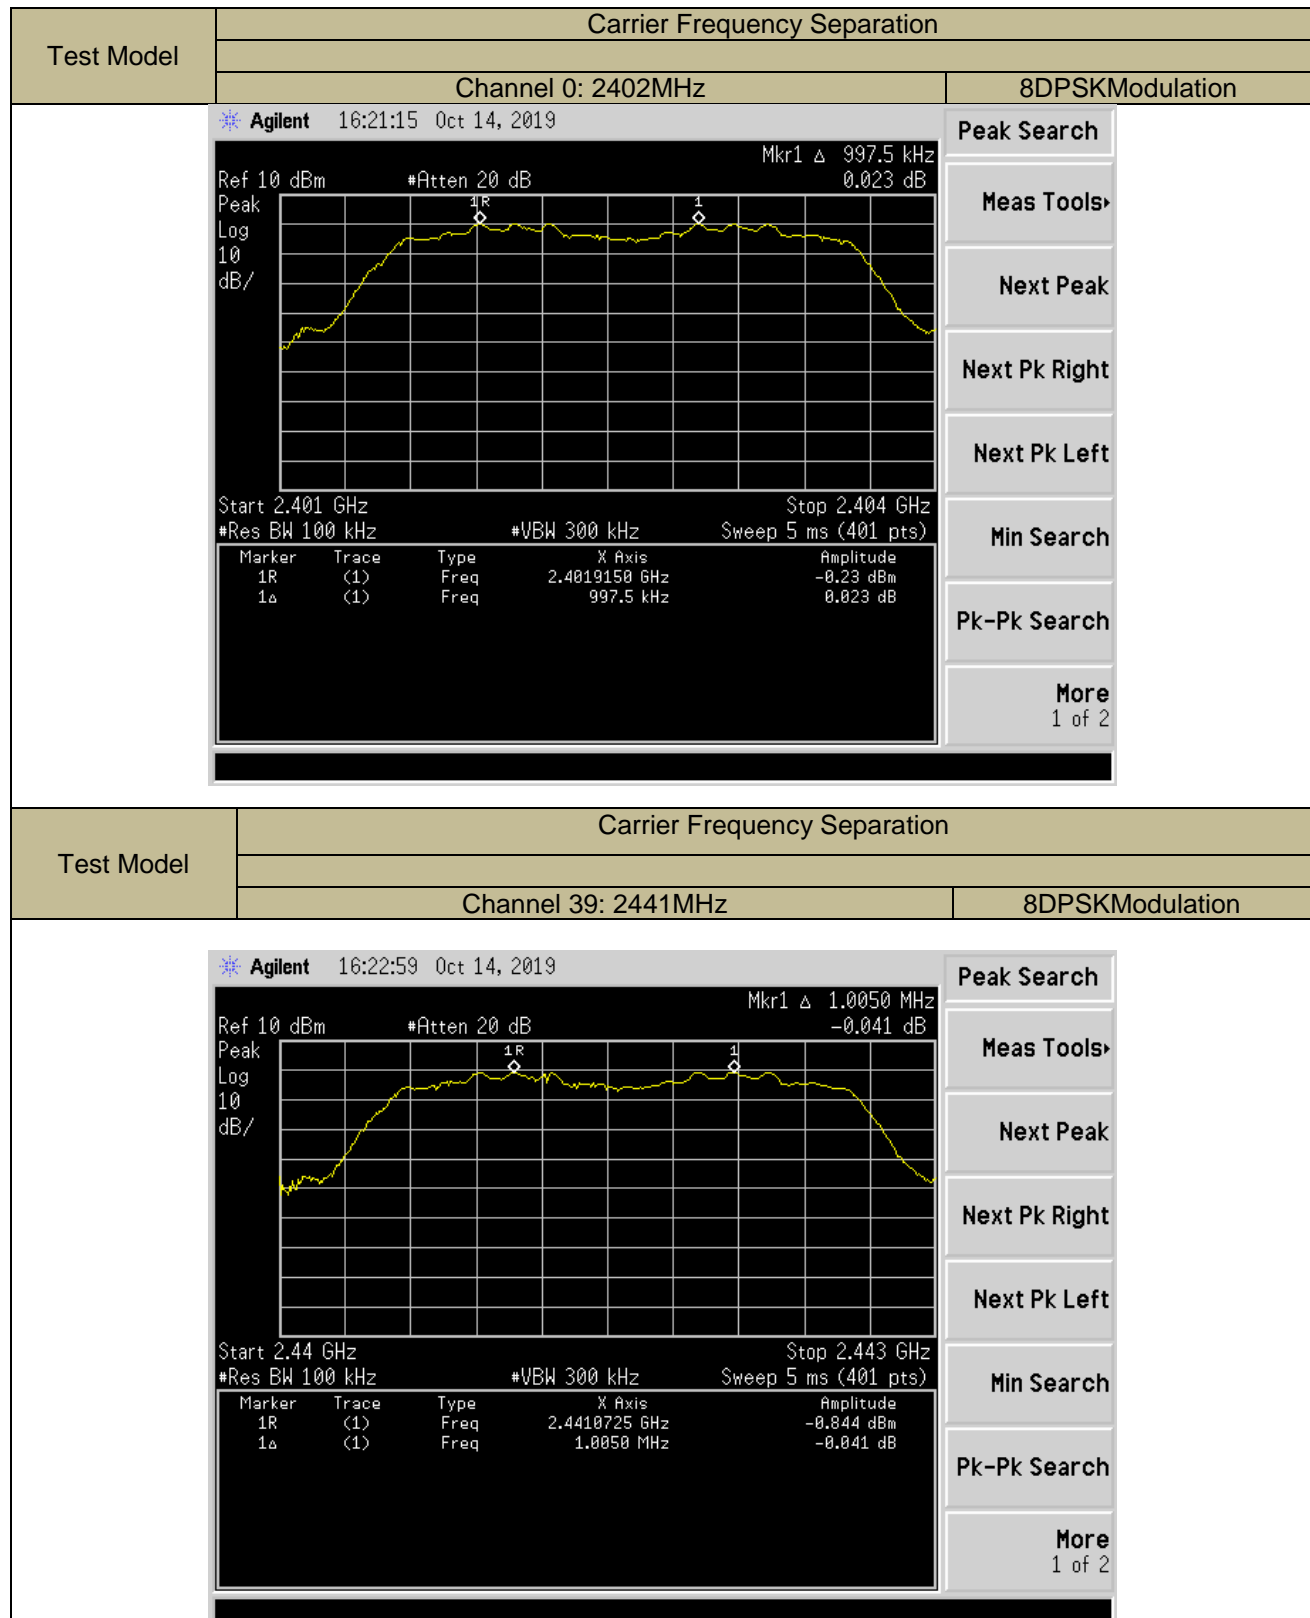 Test Model
Carrier Frequency Separation
Channel 0: 2402MHz
8DPSKModulation
Agilent 16:21:15 Oct 14, 2019
Peak Search
Mkr1 Δ 997.5 kHz
Ref 10 dBm #Atten 20 dB 0.023 dB
Peak
Log
10
dB/
1R
1
Meas Tools
Next Peak
Next Pk Right
Next Pk Left
Start 2.401 GHz Stop 2.404 GHz
#Res BW 100 kHz #VBW 300 kHz Sweep 5 ms (401 pts)
Marker Trace Type X Axis Amplitude
1R (1) Freq 2.4019150 GHz -0.23 dBm
1Δ (1) Freq 997.5 kHz 0.023 dB
Min Search
Pk-Pk Search
More
1 of 2
Test Model
Carrier Frequency Separation
Channel 39: 2441MHz
8DPSKModulation
Agilent 16:22:59 Oct 14, 2019
Peak Search
Mkr1 Δ 1.0050 MHz
Ref 10 dBm #Atten 20 dB -0.041 dB
Peak
Log
10
dB/
1R
1
Meas Tools
Next Peak
Next Pk Right
Next Pk Left
Start 2.44 GHz Stop 2.443 GHz
#Res BW 100 kHz #VBW 300 kHz Sweep 5 ms (401 pts)
Marker Trace Type X Axis Amplitude
1R (1) Freq 2.4410725 GHz -0.844 dBm
1Δ (1) Freq 1.0050 MHz -0.041 dB
Min Search
Pk-Pk Search
More
1 of 2